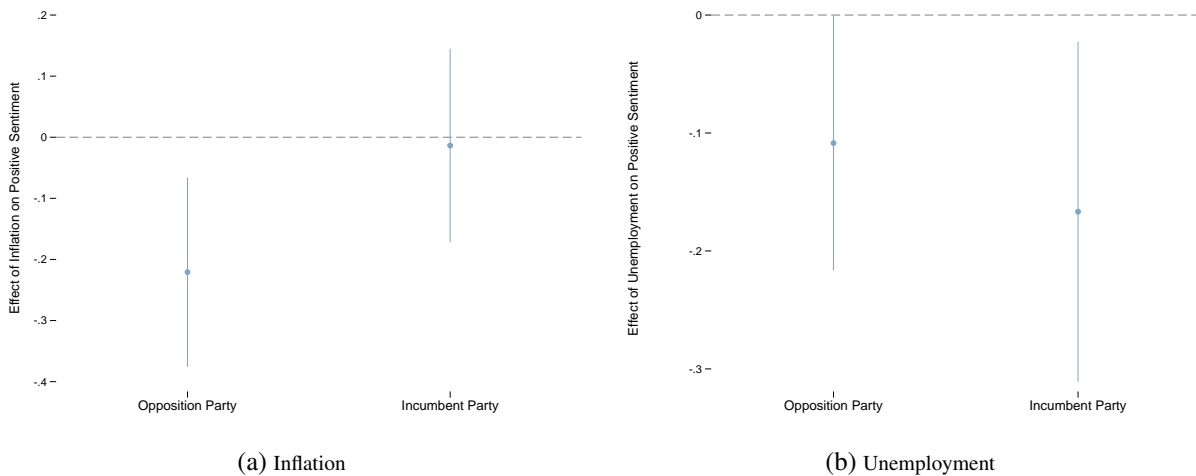 Effect of Inflation on Positive Sentiment
.2
.1
0
-.1
-.2
-.3
-.4
Opposition Party
Incumbent Party
(a) Inflation
Effect of Unemployment on Positive Sentiment
0
-.1
-.2
-.3
Opposition Party
Incumbent Party
(b) Unemployment